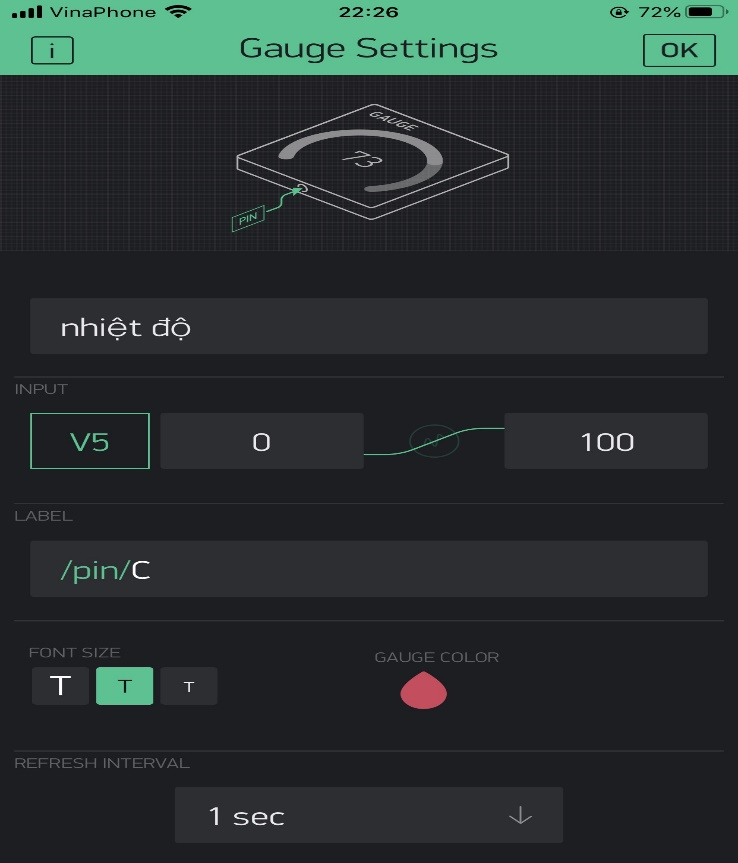 VinaPhone 22:26 72%
i Gauge Settings OK
GAUGE
73
PIN
nhiệt độ
INPUT
V5 0 100
LABEL
/pin/C
FONT SIZE
GAUGE COLOR
T T T
REFRESH INTERVAL
1 sec